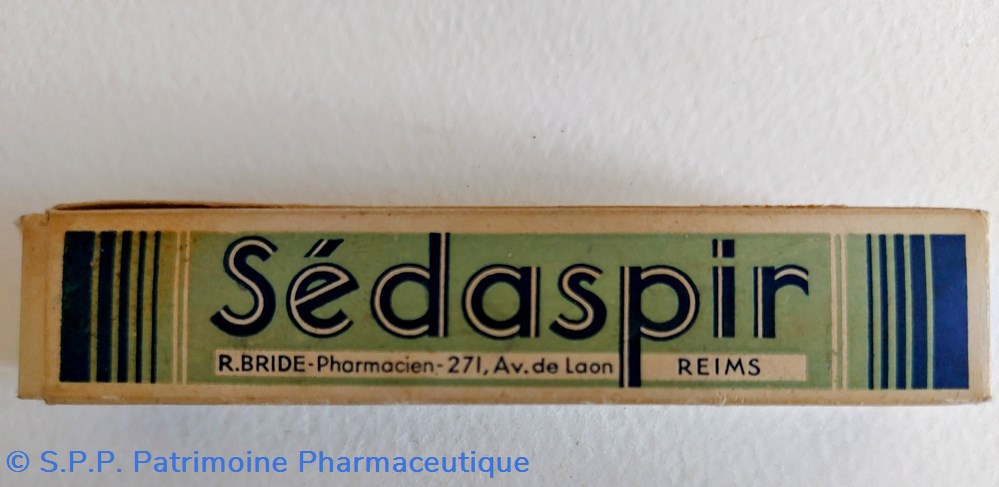 Sédaspir
R.BRIDE-Pharmacien-271, Av. de Laon REIMS
© S.P.P. Patrimoine Pharmaceutique